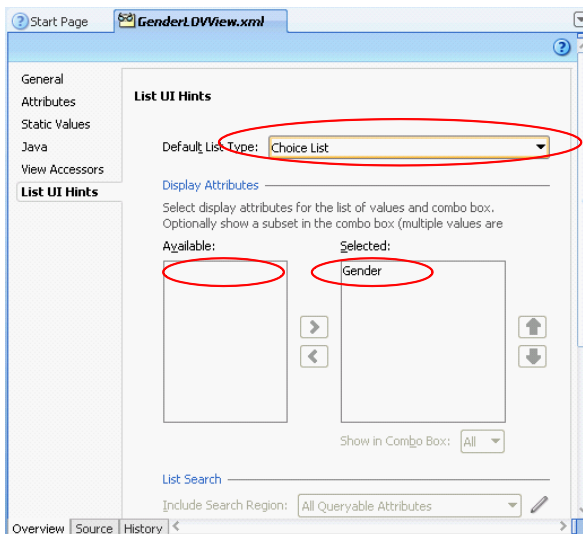 Start Page
GenderLOVView.xml
General
Attributes
Static Values
Java
View Accessors
List UI Hints
List UI Hints
Default List Type: Choice List
Display Attributes
Select display attributes for the list of values and combo box.
Optionally show a subset in the combo box (multiple values are
Available:
Selected:
Gender
Show in Combo Box: All
List Search
Include Search Region: All Queryable Attributes
Overview Source History